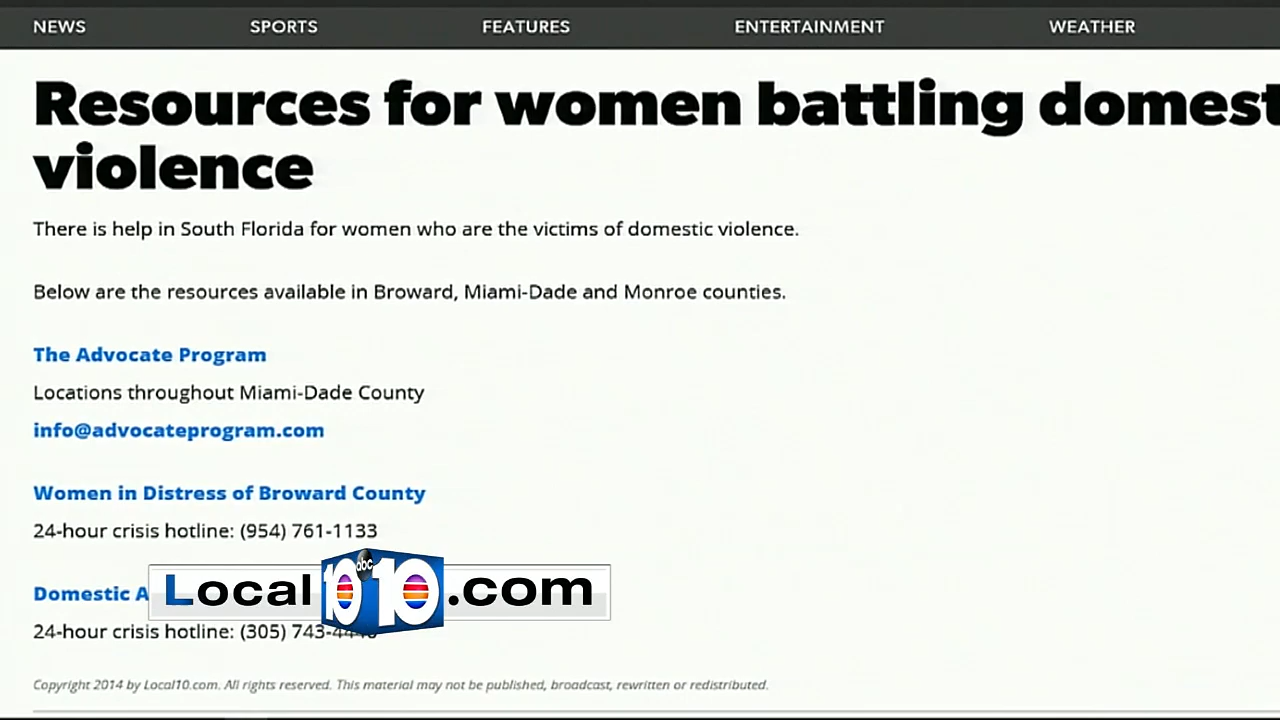 NEWS SPORTS FEATURES ENTERTAINMENT WEATHER
Resources for women battling
violence
There is help in South Florida for women who are the victims of domestic violence.
Below are the resources available in Broward, Miami-Dade and Monroe counties.
The Advocate Program
Locations throughout Miami-Dade County
info@advocateprogram.com
Women in Distress of Broward County
24-hour crisis hotline: (954) 761-1133
Domestic
Local abc 10 10 .com
24-hour crisis hotline: (305)
Copyright 2014 by Local10.com. All rights reserved. This material may not be published, broadcast, rewritten or redistributed.